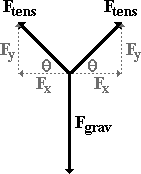 Ftens Ftens
Fy θ θ Fy
Fx Fx
Fgrav